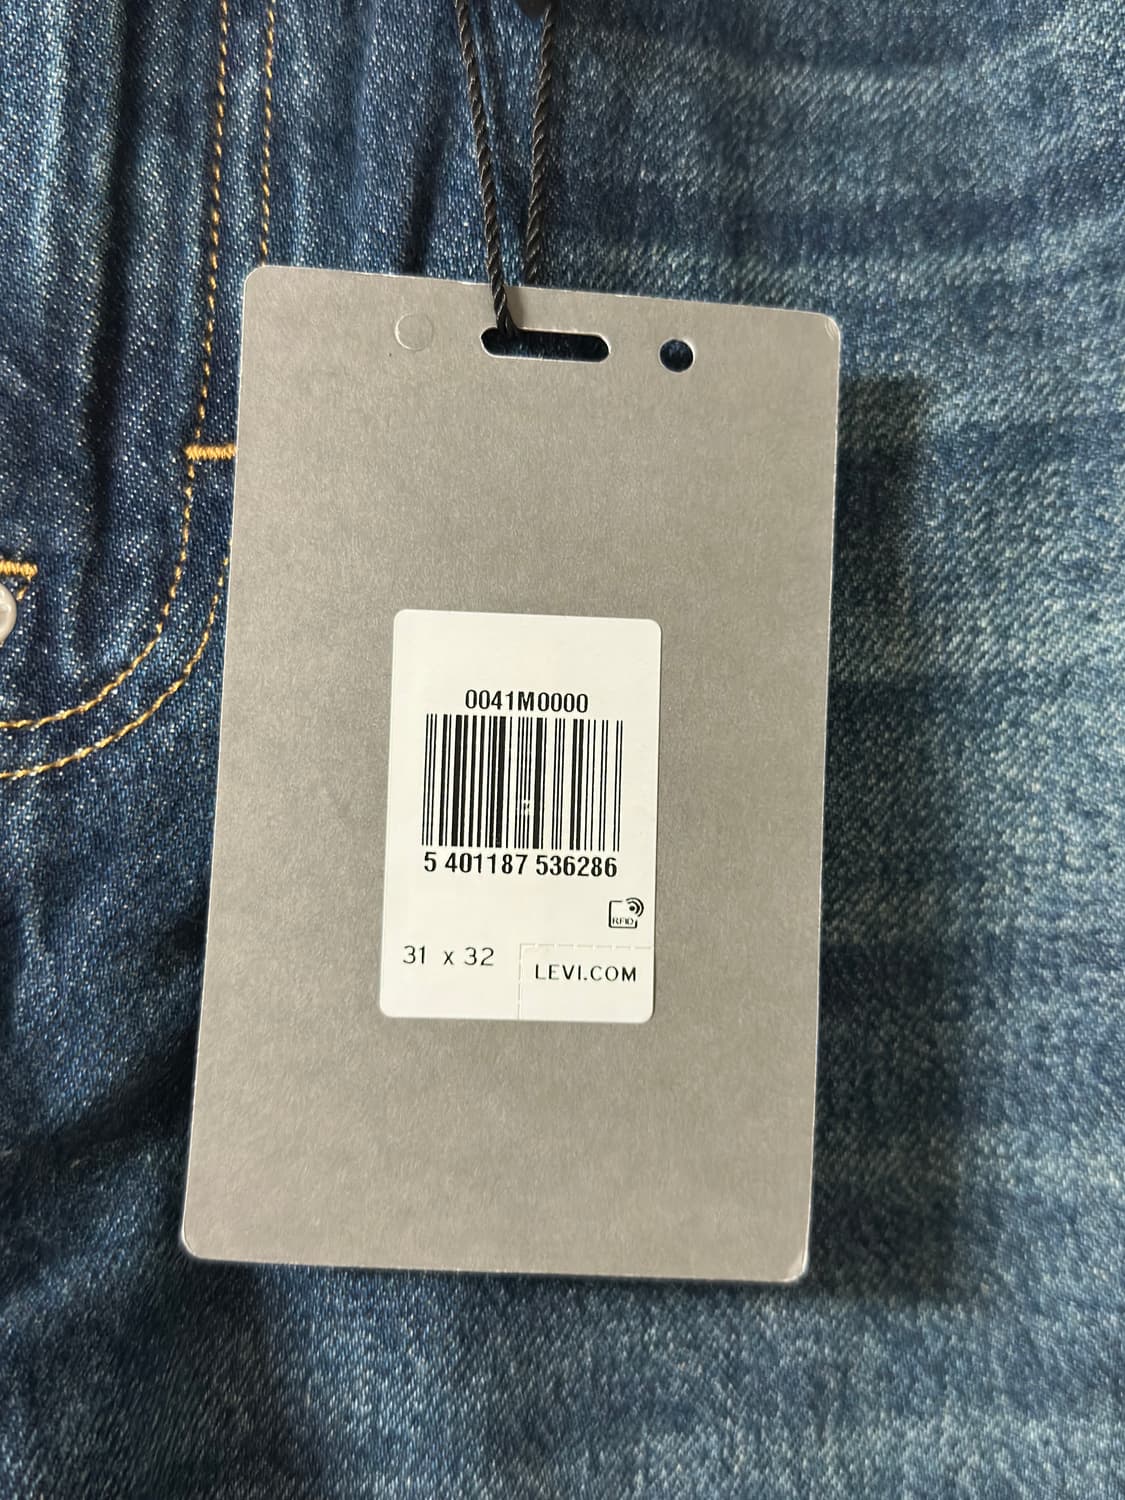 0041M0000
5 401187 536286
RFID
31 x 32
LEVI.COM